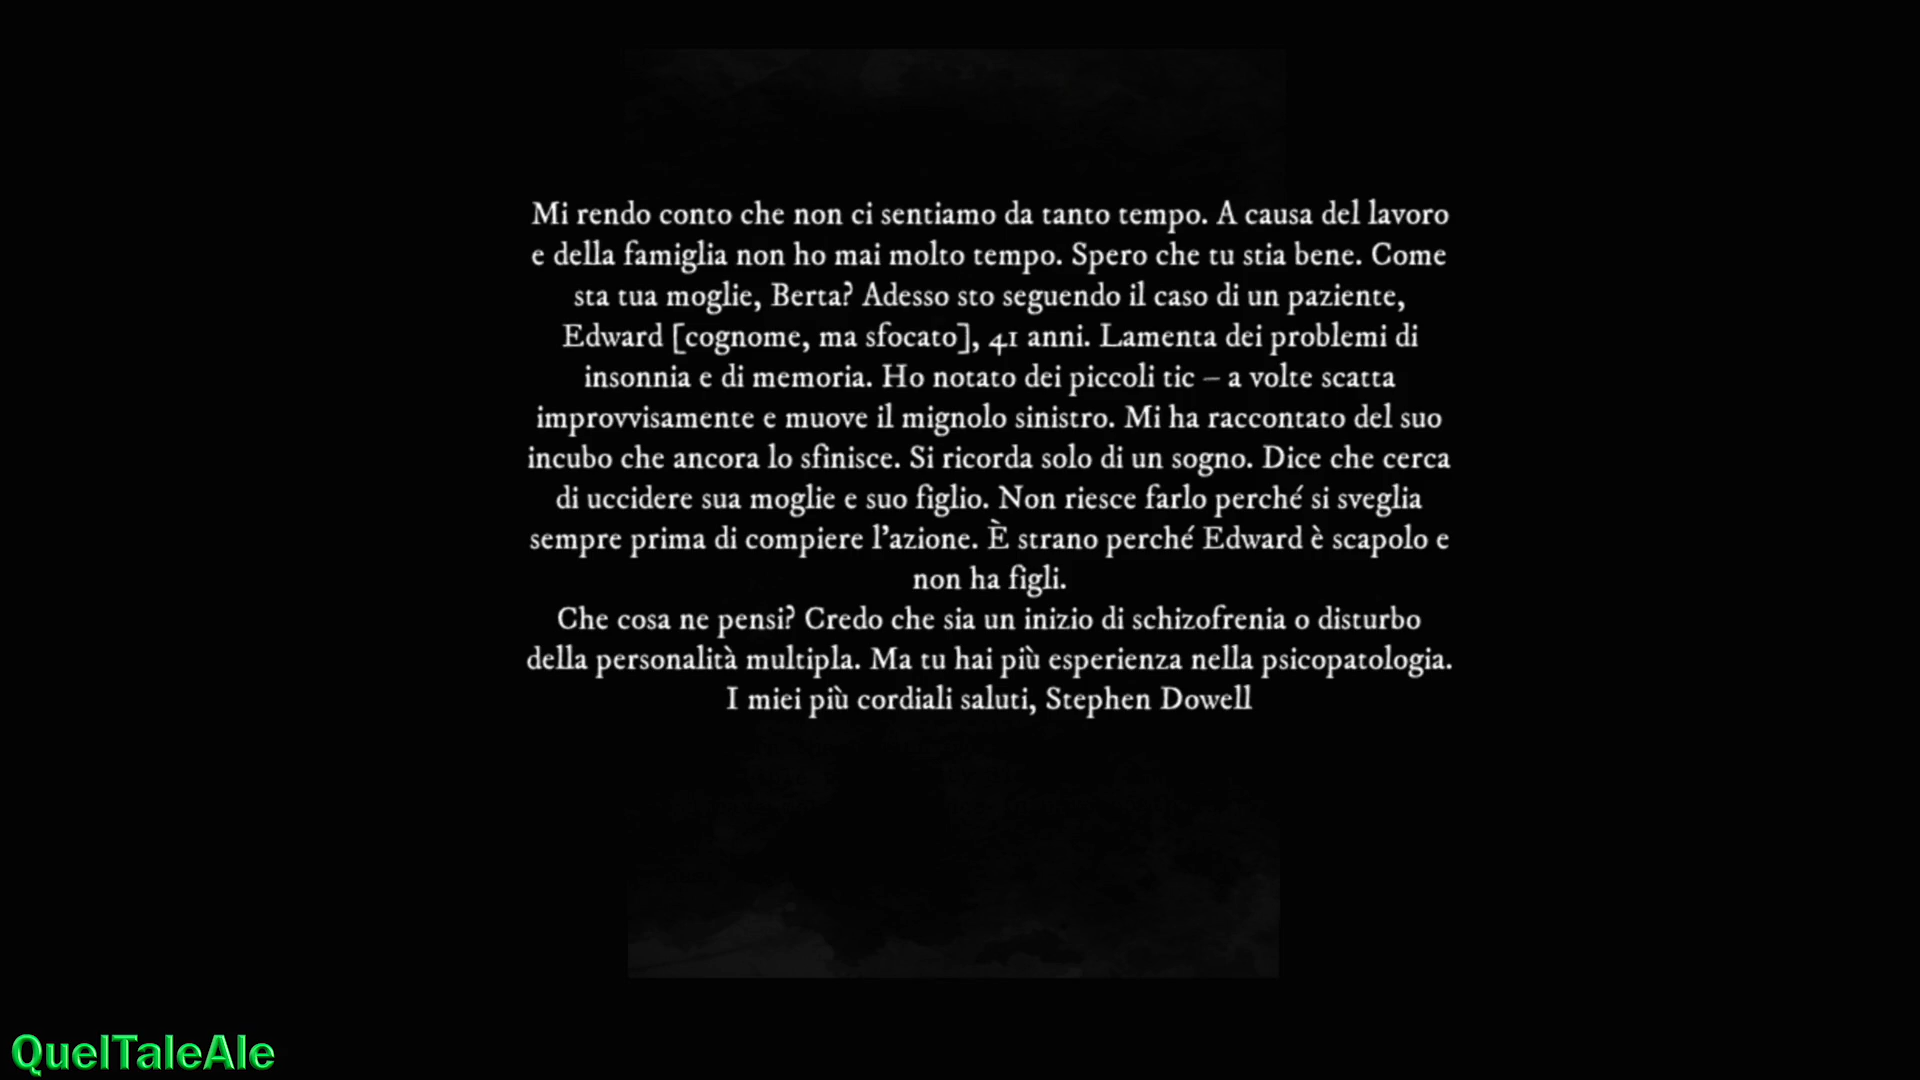 Mi rendo conto che non ci sentiamo da tanto tempo. A causa del lavoro
e della famiglia non ho mai molto tempo. Spero che tu stia bene. Come
sta tua moglie, Berta? Adesso sto seguendo il caso di un paziente,
Edward [cognome, ma sfocato], 41 anni. Lamenta dei problemi di
insonnia e di memoria. Ho notato dei piccoli tic – a volte scatta
improvvisamente e muove il mignolo sinistro. Mi ha raccontato del suo
incubo che ancora lo sfinisce. Si ricorda solo di un sogno. Dice che cerca
di uccidere sua moglie e suo figlio. Non riesce farlo perché si sveglia
sempre prima di compiere l'azione. È strano perché Edward è scapolo e
non ha figli.
Che cosa ne pensi? Credo che sia un inizio di schizofrenia o disturbo
della personalità multipla. Ma tu hai più esperienza nella psicopatologia.
I miei più cordiali saluti, Stephen Dowell
QuelTaleAle